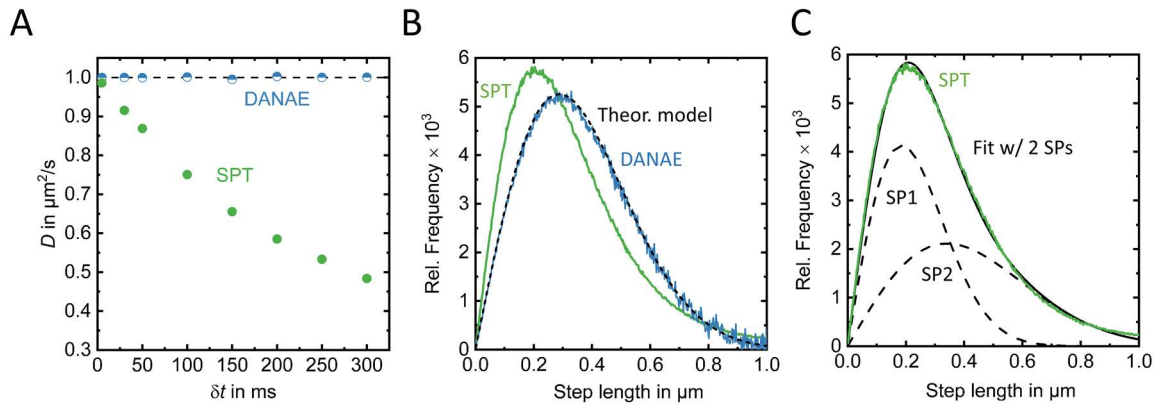 A
D in µm²/s
1.0
0.9
0.8
0.7
0.6
0.5
0.4
0.3
DANAE
SPT
0 50 100 150 200 250 300
δt in ms
B
Rel. Frequency × 10³
6
5
4
3
2
1
0
SPT
Theor. model
DANAE
0.0 0.2 0.4 0.6 0.8 1.0
Step length in µm
C
Rel. Frequency × 10³
6
5
4
3
2
1
0
SPT
Fit w/ 2 SPs
SP1
SP2
0.0 0.2 0.4 0.6 0.8 1.0
Step length in µm